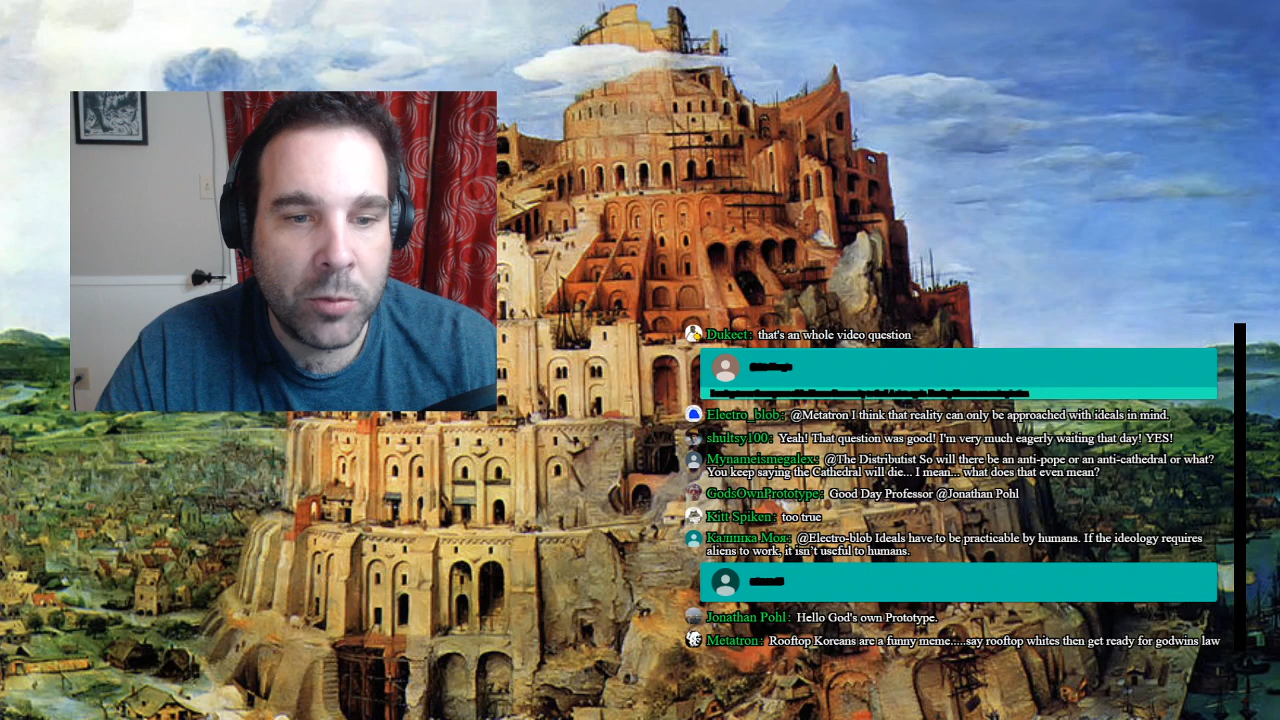 Dukect: that's an whole video question
Electro_blob: @Metatron I think that reality can only be approached with ideals in mind.
shultsy100: Yeah! That question was good! I'm very much eagerly waiting that day! YES!
Mynameismegalex: @The Distributist So will there be an anti-pope or an anti-cathedral or what?
You keep saying the Cathedral will die... I mean... what does that even mean?
GodsOwnPrototype: Good Day Professor @Jonathan Pohl
Kitt Spiken: too true
Калинка Моя: @Electro-blob Ideals have to be practicable by humans. If the ideology requires
aliens to work, it isn't useful to humans.
Jonathan Pohl: Hello God's own Prototype.
Metatron: Rooftop Koreans are a funny meme.....say rooftop whites then get ready for godwins law